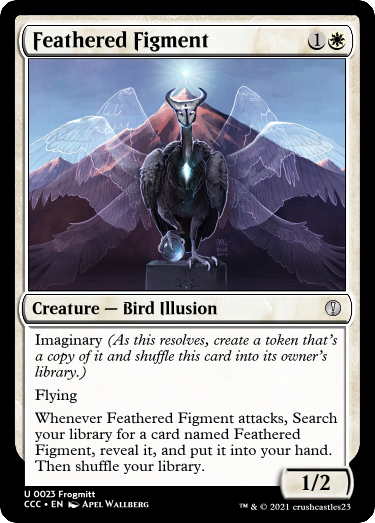 Feathered Figment 1
Creature — Bird Illusion
Imaginary (As this resolves, create a token that's
a copy of it and shuffle this card into its owner's
library.)
Flying
Whenever Feathered Figment attacks, Search
your library for a card named Feathered
Figment, reveal it, and put it into your hand.
Then shuffle your library.
1/2
U 0023 Frogmitt
CCC • EN Apel Wallberg
™ & © 2021 crushcastles23